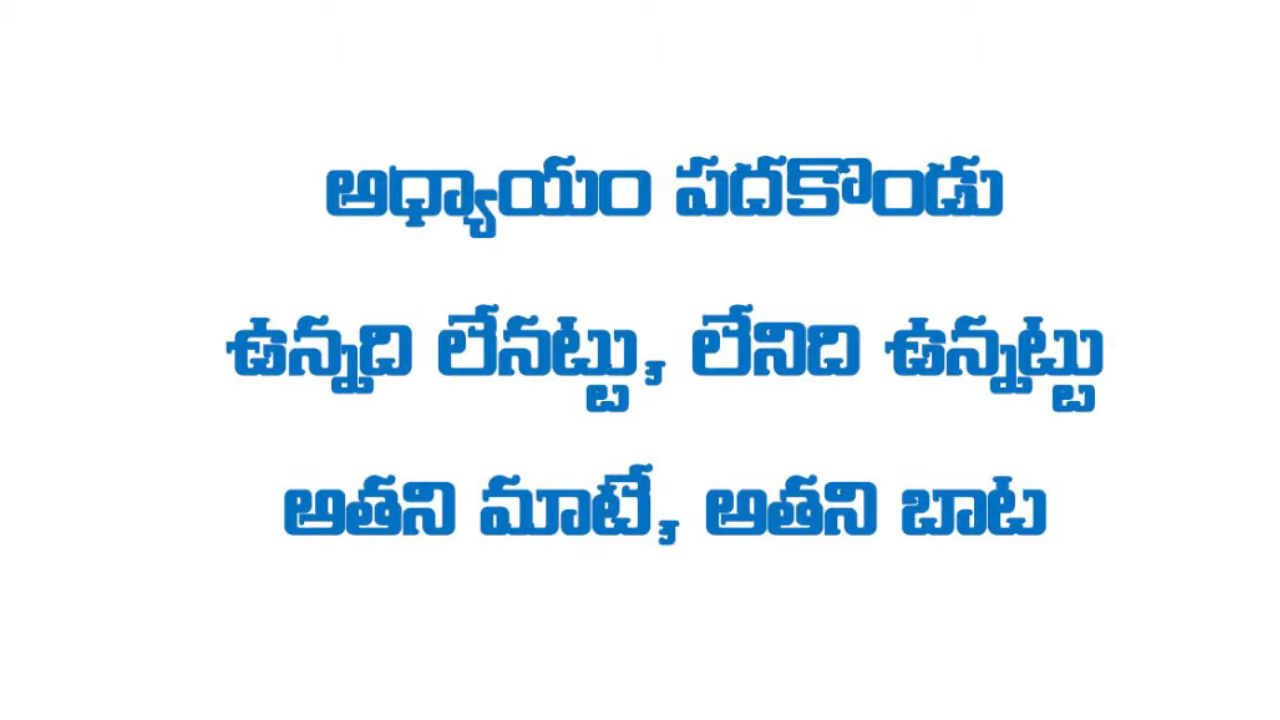 అధ్యాయం పదకొండు
ఉన్నది లేనట్టు, లేనిది ఉన్నట్టు
అతని మాటే, అతని బాట